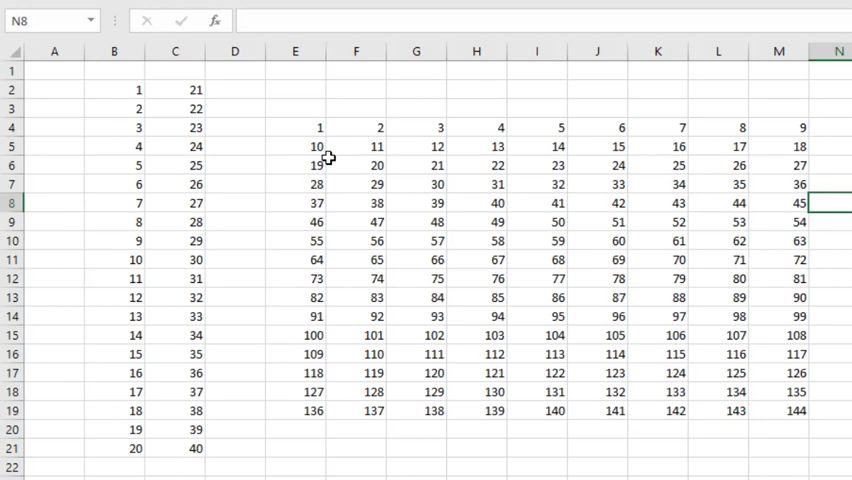 N8 fx
A B C D E F G H I J K L M N
1
2 1 21
3 2 22
4 3 23 1 2 3 4 5 6 7 8 9
5 4 24 10 11 12 13 14 15 16 17 18
6 5 25 19 20 21 22 23 24 25 26 27
7 6 26 28 29 30 31 32 33 34 35 36
8 7 27 37 38 39 40 41 42 43 44 45
9 8 28 46 47 48 49 50 51 52 53 54
10 9 29 55 56 57 58 59 60 61 62 63
11 10 30 64 65 66 67 68 69 70 71 72
12 11 31 73 74 75 76 77 78 79 80 81
13 12 32 82 83 84 85 86 87 88 89 90
14 13 33 91 92 93 94 95 96 97 98 99
15 14 34 100 101 102 103 104 105 106 107 108
16 15 35 109 110 111 112 113 114 115 116 117
17 16 36 118 119 120 121 122 123 124 125 126
18 17 37 127 128 129 130 131 132 133 134 135
19 18 38 136 137 138 139 140 141 142 143 144
20 19 39
21 20 40
22